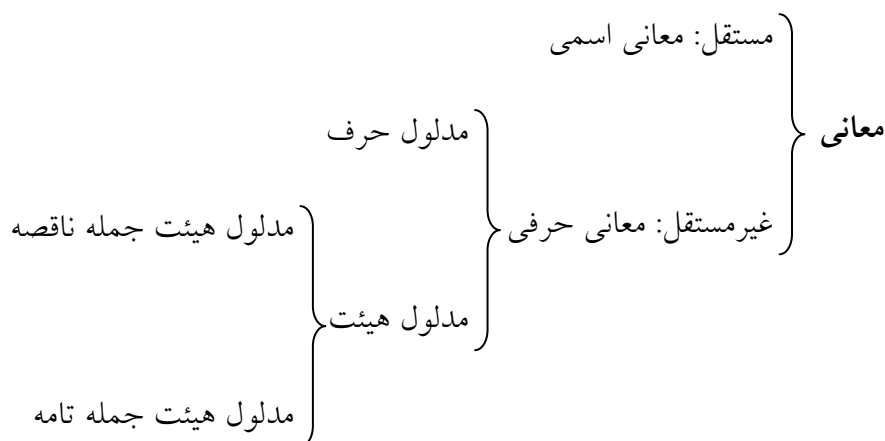 معانی
مستقل: معانی اسمی
غیرمستقل: معانی حرفی
مدلول حرف
مدلول هیئت
مدلول هیئت جمله ناقصه
مدلول هیئت جمله تامه